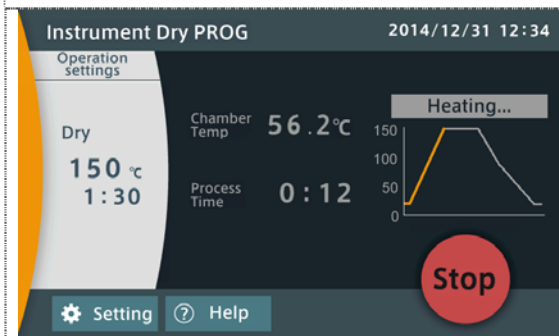 Instrument Dry PROG
2014/12/31 12:34
Operation
settings
Dry
150 ℃
1:30
Chamber
Temp
56.2℃
Process
Time
0:12
Heating...
150
100
50
0
Stop
Setting
? Help